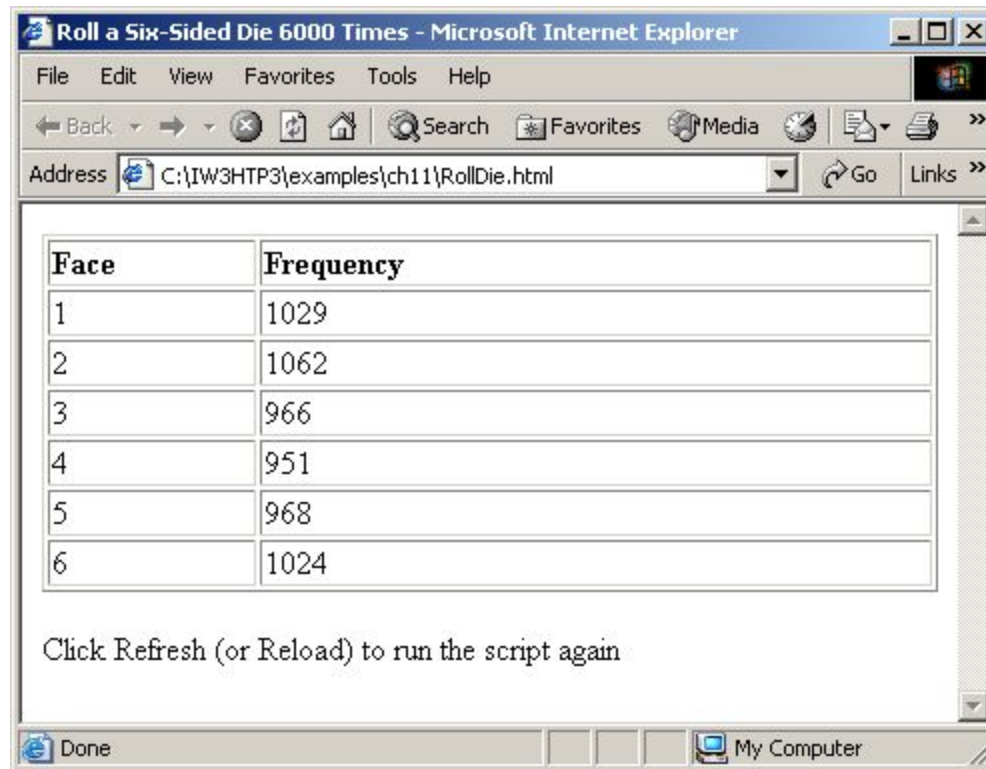 Roll a Six-Sided Die 6000 Times - Microsoft Internet Explorer
File Edit View Favorites Tools Help
Back Search Favorites Media »
Address C:\IW3HTP3\examples\ch11\RollDie.html Go Links »
Face Frequency
1 1029
2 1062
3 966
4 951
5 968
6 1024
Click Refresh (or Reload) to run the script again
Done My Computer